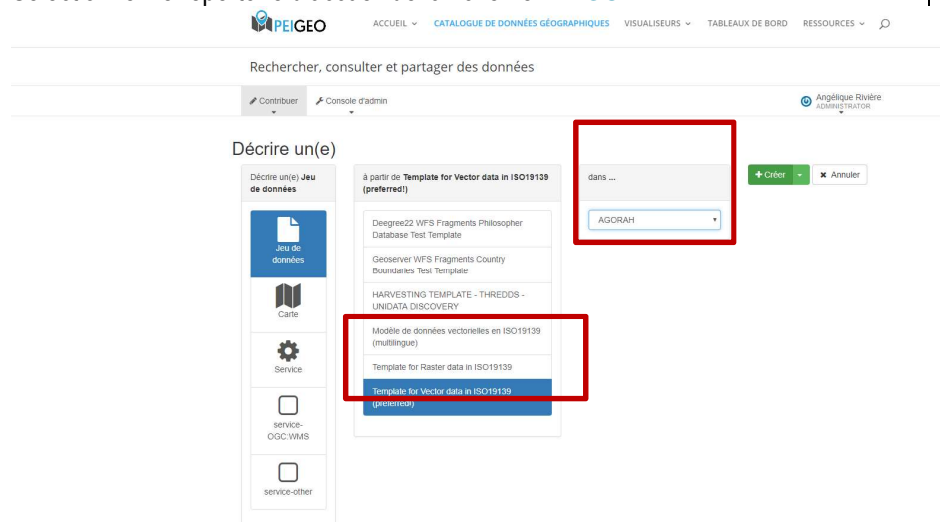 PEIGEO
ACCUEIL CATALOGUE DE DONNÉES GÉOGRAPHIQUES VISUALISEURS TABLEAUX DE BORD RESSOURCES
Rechercher, consulter et partager des données
Contribuer Console d'admin
Angélique Rivière
ADMINISTRATOR
Décrire un(e)
Décrire un(e) Jeu
de données
Jeu de
données
Carte
Service
service-
OGC:WMS
service-other
à partir de Template for Vector data in ISO19139
(preferred!)
Deegree22 WFS Fragments Philosopher
Database Test Template
Geoserver WFS Fragments Country
Boundaries Test Template
HARVESTING TEMPLATE - THREDDS -
UNIDATA DISCOVERY
Modèle de données vectorielles en ISO19139
(multilingue)
Template for Raster data in ISO19139
Template for Vector data in ISO19139
(preferred!)
dans ...
AGORAH
+ Créer
x Annuler